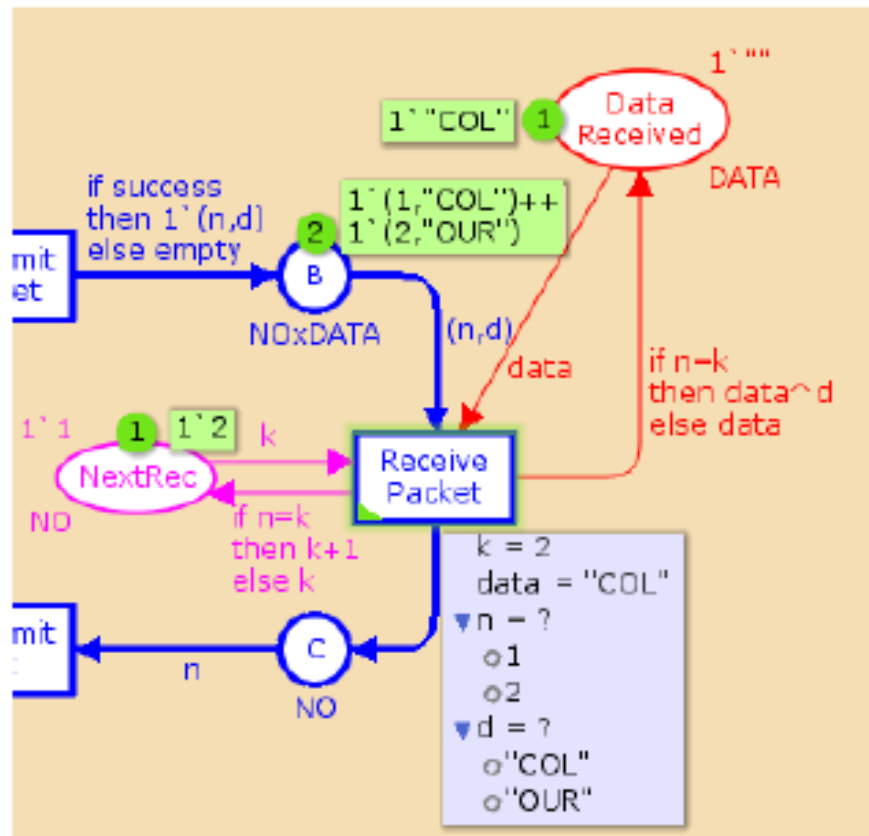 1`""
1`"COL"
1
Data
Received
DATA
if success
then 1`(n,d)
else empty
1`(1,"COL")++
1`(2,"OUR")
2
mit
et
B
NOxDATA
(n,d)
data
if n=k
then data^d
else data
1`1
1
1`2
k
NextRec
NO
Receive
Packet
if n=k
then k+1
else k
k = 2
data = "COL"
n = ?
1
2
d = ?
"COL"
"OUR"
mit
n
C
NO